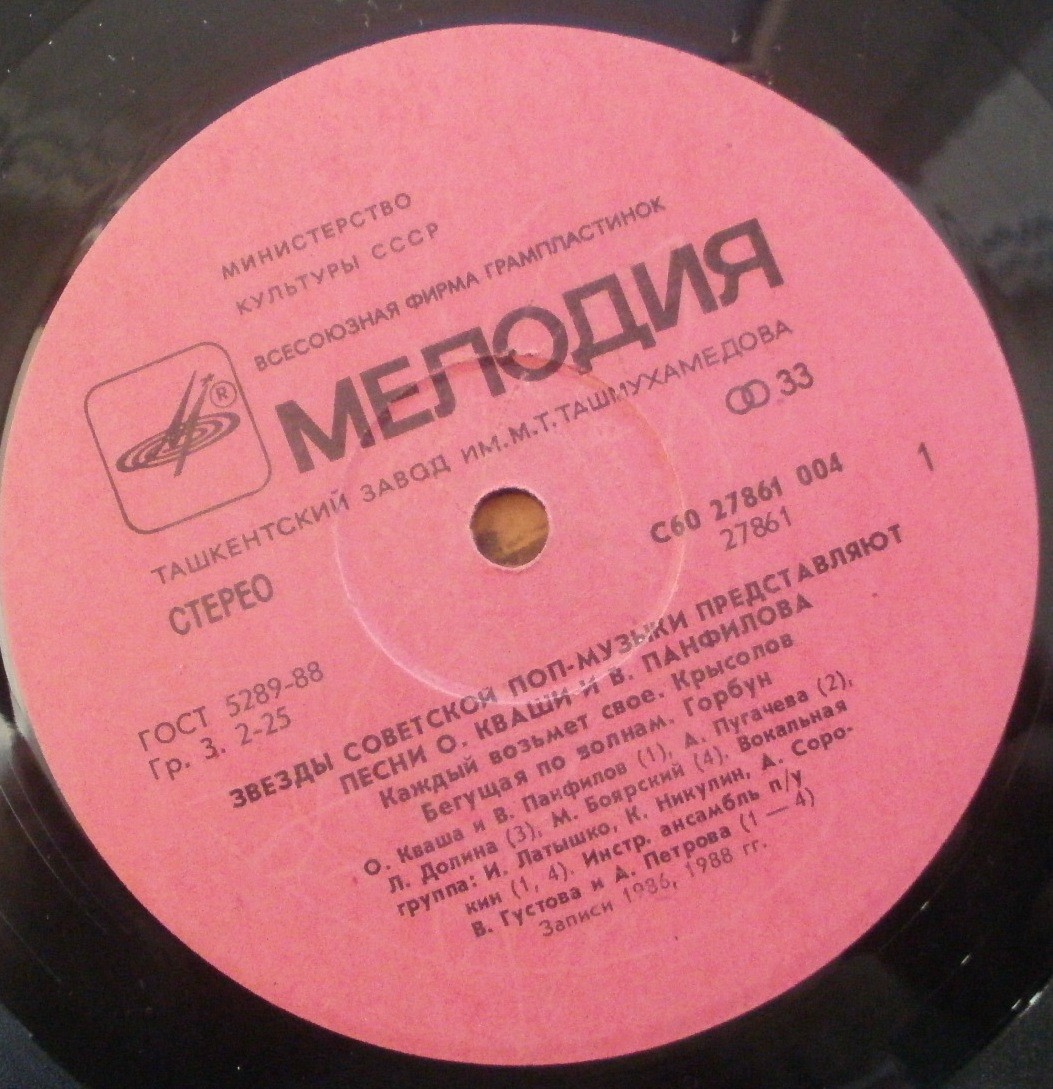 МИНИСТЕРСТВО
КУЛЬТУРЫ СССР
ВСЕСОЮЗНАЯ ФИРМА ГРАМПЛАСТИНОК
®
МЕЛОДИЯ
ТАШКЕНТСКИЙ ЗАВОД ИМ. М.Т. ТАШМУХАМЕДОВА
33
СТЕРЕО
С60 27861 004
27861
1
ГОСТ 5289-88
Гр. 3. 2-25
ЗВЕЗДЫ СОВЕТСКОЙ ПОП-МУЗЫКИ ПРЕДСТАВЛЯЮТ
ПЕСНИ О. КВАШИ И В. ПАНФИЛОВА
Каждый возьмет свое. Крысолов
Бегущая по волнам. Горбун
О. Кваша и В. Панфилов (1), А. Пугачева (2),
Л. Долина (3), М. Боярский (4). Вокальная
группа: И. Латышко, К. Никулин, А. Соро-
кин (1, 4). Инстр. ансамбль п/у
В. Густова и А. Петрова (1 — 4)
Записи 1986, 1988 гг.